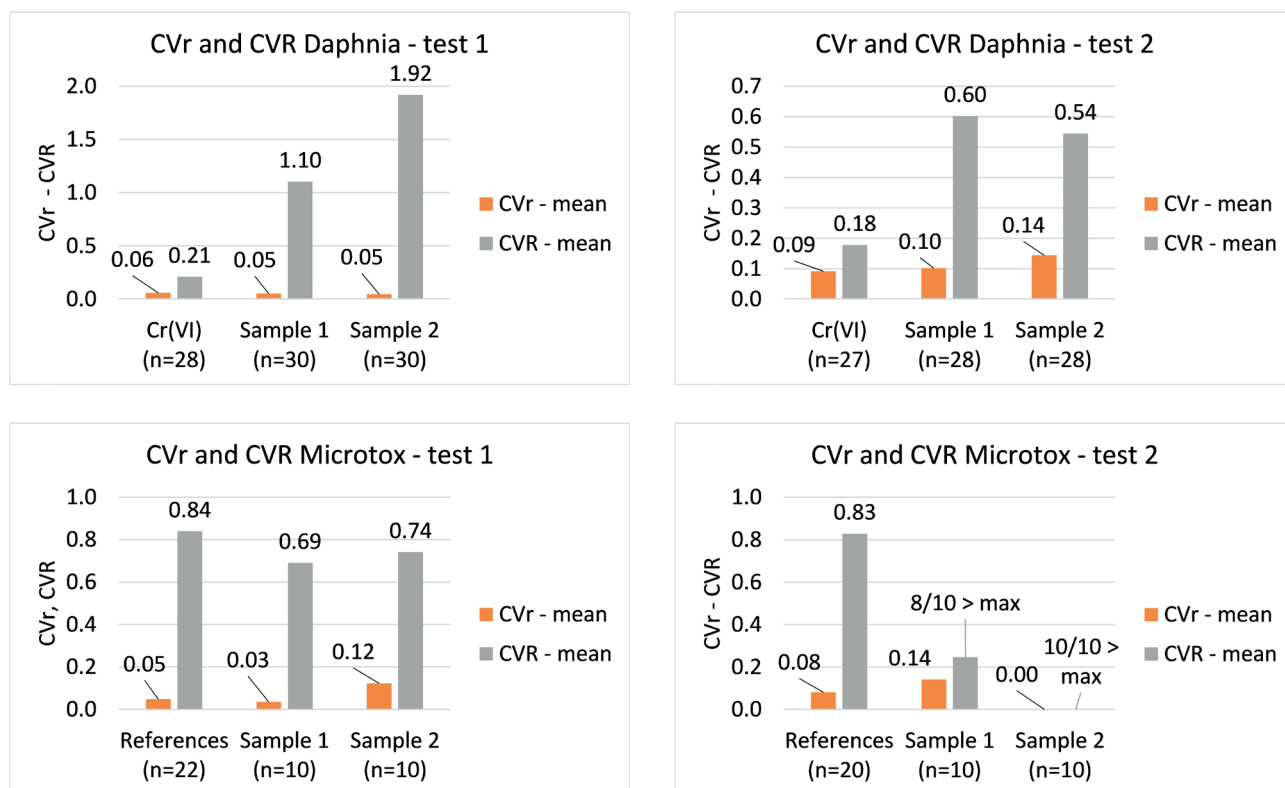 CVr and CVR Daphnia - test 1
CVr - CVR
2.0
1.5
1.0
0.5
0.0
0.06
0.21
0.05
1.10
0.05
1.92
Cr(VI)
(n=28)
Sample 1
(n=30)
Sample 2
(n=30)
CVr - mean
CVR - mean
CVr and CVR Daphnia - test 2
CVr - CVR
0.7
0.6
0.5
0.4
0.3
0.2
0.1
0.0
0.09
0.18
0.10
0.60
0.14
0.54
Cr(VI)
(n=27)
Sample 1
(n=28)
Sample 2
(n=28)
CVr - mean
CVR - mean
CVr and CVR Microtox - test 1
CVr, CVR
1.0
0.8
0.6
0.4
0.2
0.0
0.05
0.84
0.03
0.69
0.12
0.74
References
(n=22)
Sample 1
(n=10)
Sample 2
(n=10)
CVr - mean
CVR - mean
CVr and CVR Microtox - test 2
CVr - CVR
1.0
0.8
0.6
0.4
0.2
0.0
0.08
0.83
0.14
8/10 > max
0.00
10/10 >
max
References
(n=20)
Sample 1
(n=10)
Sample 2
(n=10)
CVr - mean
CVR - mean